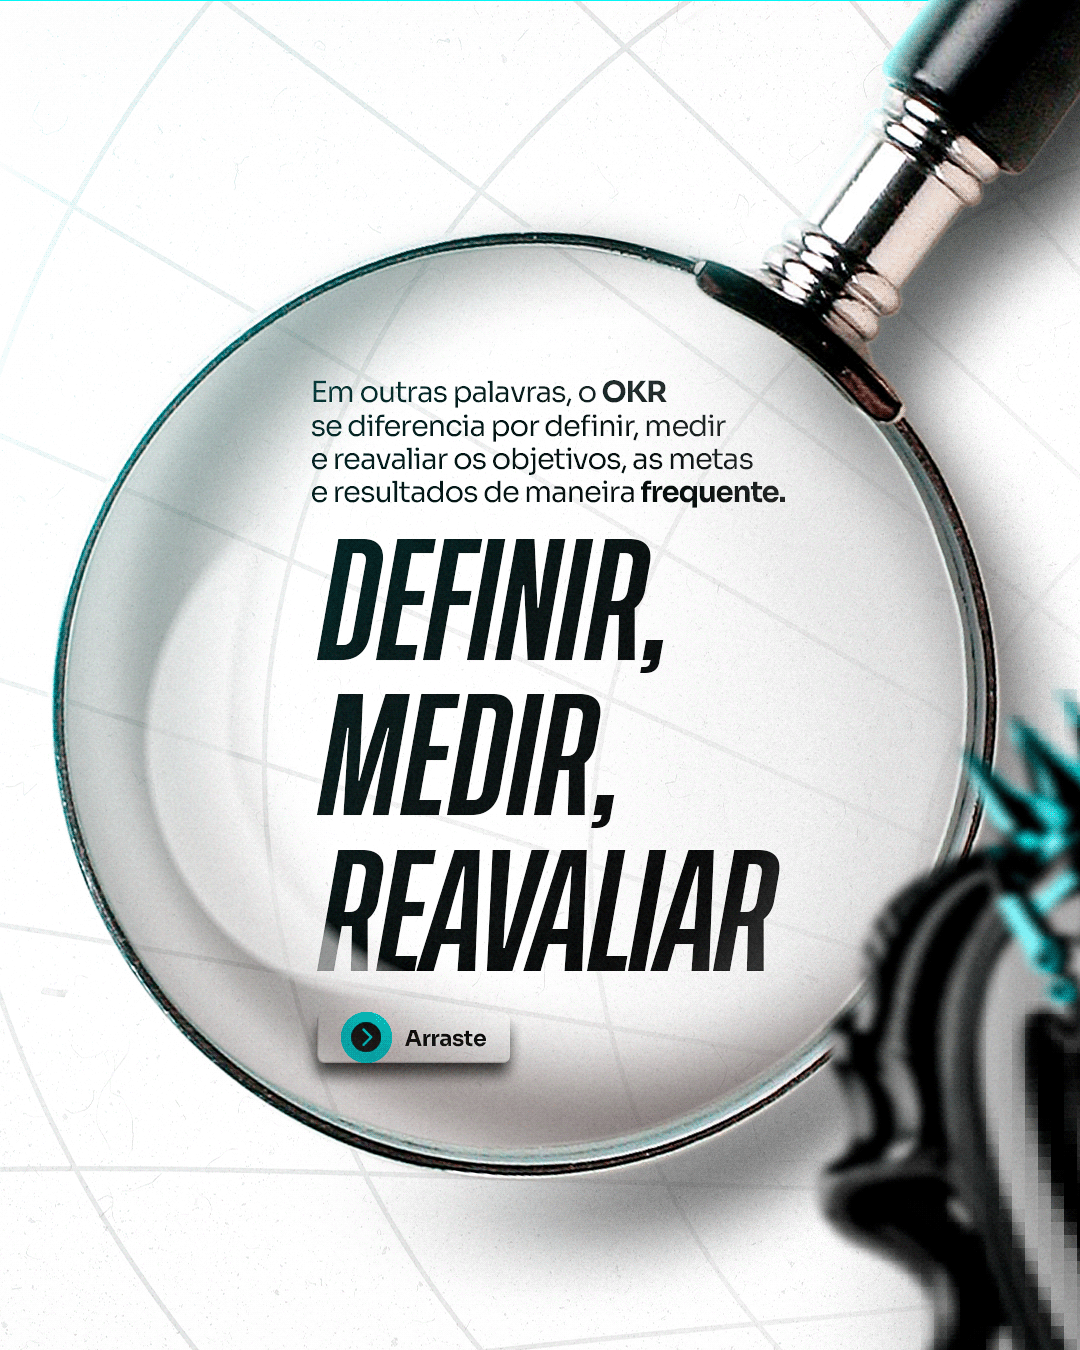 Em outras palavras, o OKR
se diferencia por definir, medir
e reavaliar os objetivos, as metas
e resultados de maneira frequente.
DEFINIR,
MEDIR,
REAVALIAR
Arraste